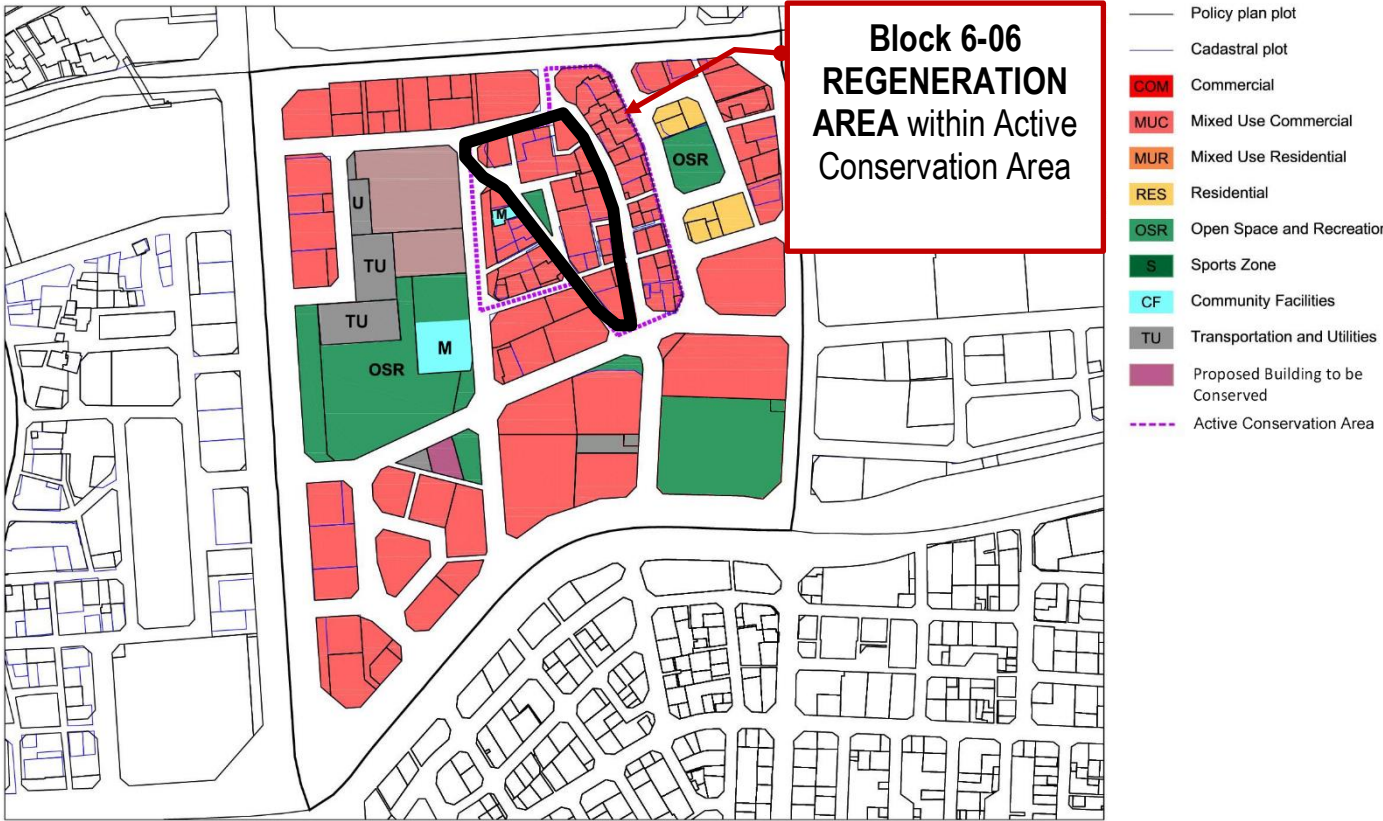 Block 6-06
REGENERATION
AREA within Active
Conservation Area
OSR
M
U
TU
TU
M
OSR
Policy plan plot
Cadastral plot
COM Commercial
MUC Mixed Use Commercial
MUR Mixed Use Residential
RES Residential
OSR Open Space and Recreation
S Sports Zone
CF Community Facilities
TU Transportation and Utilities
Proposed Building to be
Conserved
Active Conservation Area